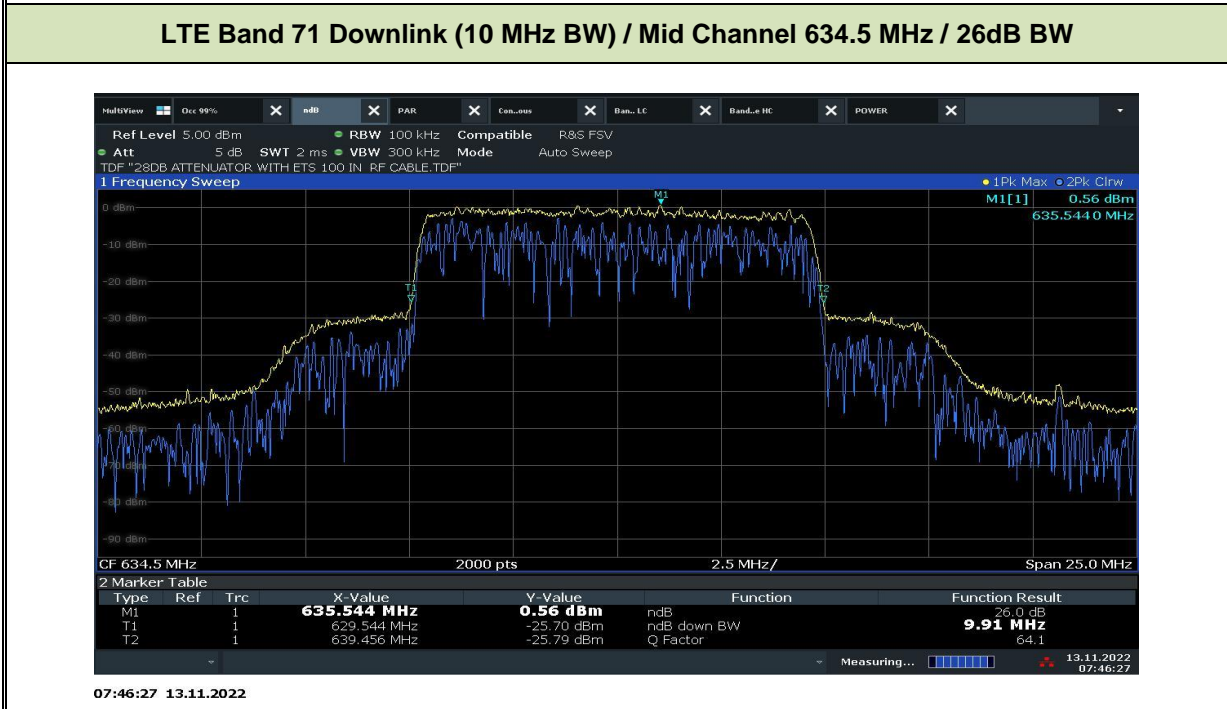 LTE Band 71 Downlink (10 MHz BW) / Mid Channel 634.5 MHz / 26dB BW
MultiView Occ 99% ndB PAR Con..ous Ban.. LC Band..e HC POWER
Ref Level 5.00 dBm RBW 100 kHz Compatible R&S FSV
Att 5 dB SWT 2 ms VBW 300 kHz Mode Auto Sweep
TDF "28DB ATTENUATOR WITH ETS 100 IN RF CABLE.TDF"
1 Frequency Sweep 1Pk Max 2Pk Clrw
M1[1] 0.56 dBm
635.5440 MHz
M1
0 dBm
-10 dBm
-20 dBm
T1
T2
-30 dBm
-40 dBm
-50 dBm
-60 dBm
-70 dBm
-80 dBm
-90 dBm
CF 634.5 MHz 2000 pts 2.5 MHz/ Span 25.0 MHz
2 Marker Table
Type Ref Trc X-Value Y-Value Function Function Result
M1 1 635.544 MHz 0.56 dBm ndB 26.0 dB
T1 1 629.544 MHz -25.70 dBm ndB down BW 9.91 MHz
T2 1 639.456 MHz -25.79 dBm Q Factor 64.1
Measuring... 13.11.2022
07:46:27
07:46:27 13.11.2022